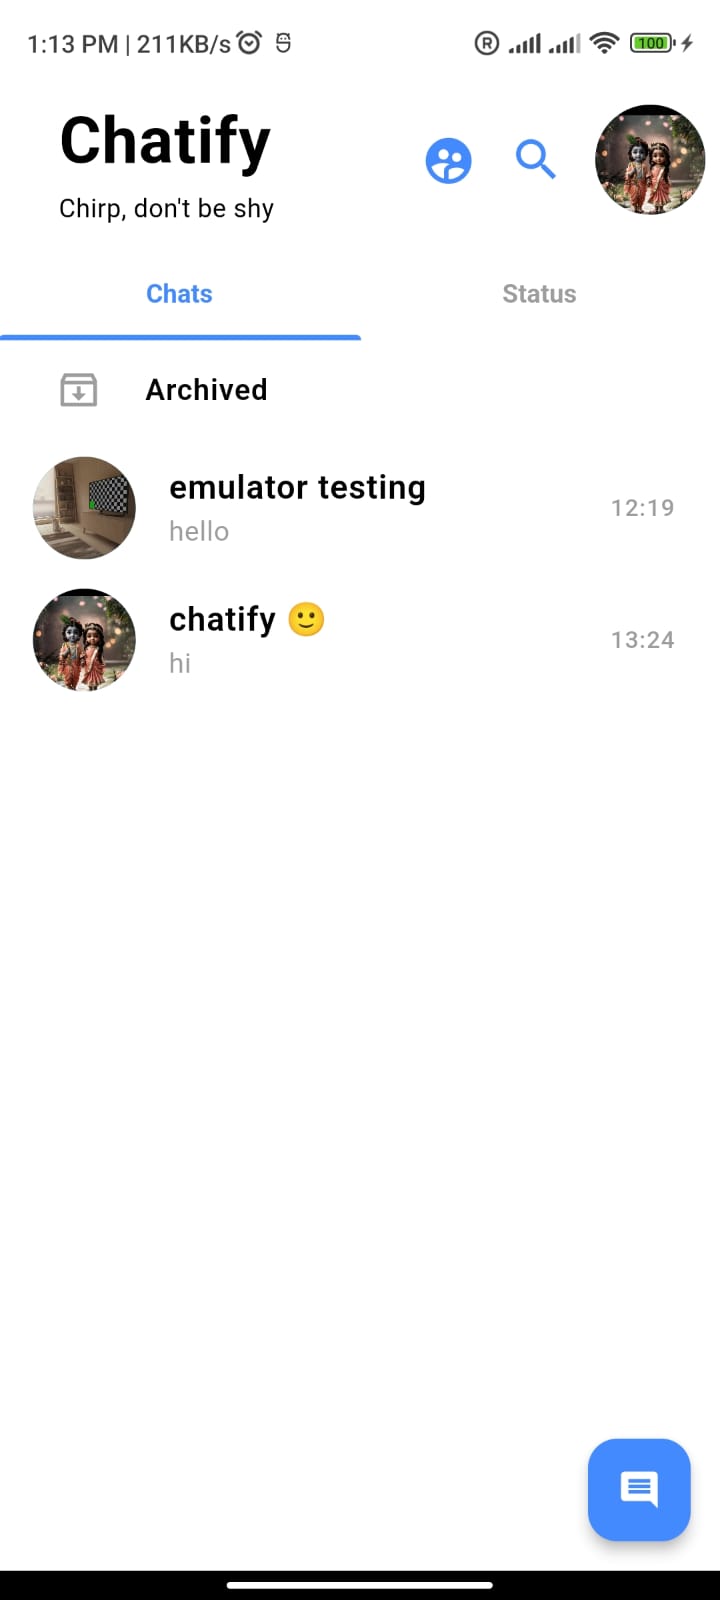 1:13 PM | 211KB/s
R
100
Chatify
Chirp, don't be shy
Chats
Status
Archived
emulator testing
hello
12:19
chatify 🙂
hi
13:24